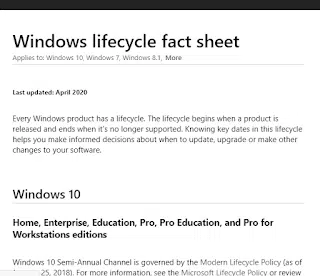 Windows lifecycle fact sheet
Applies to: Windows 10, Windows 7, Windows 8.1, More
Last updated: April 2020
Every Windows product has a lifecycle. The lifecycle begins when a product is
released and ends when it's no longer supported. Knowing key dates in this lifecycle
helps you make informed decisions about when to update, upgrade or make other
changes to your software.
Windows 10
Home, Enterprise, Education, Pro, Pro Education, and Pro for
Workstations editions
Windows 10 Semi-Annual Channel is governed by the Modern Lifecycle Policy (as of
25, 2018). For more information, see the Microsoft Lifecycle Policy or review